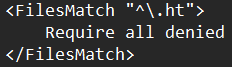 <FilesMatch "^\.ht">
    Require all denied
</FilesMatch>